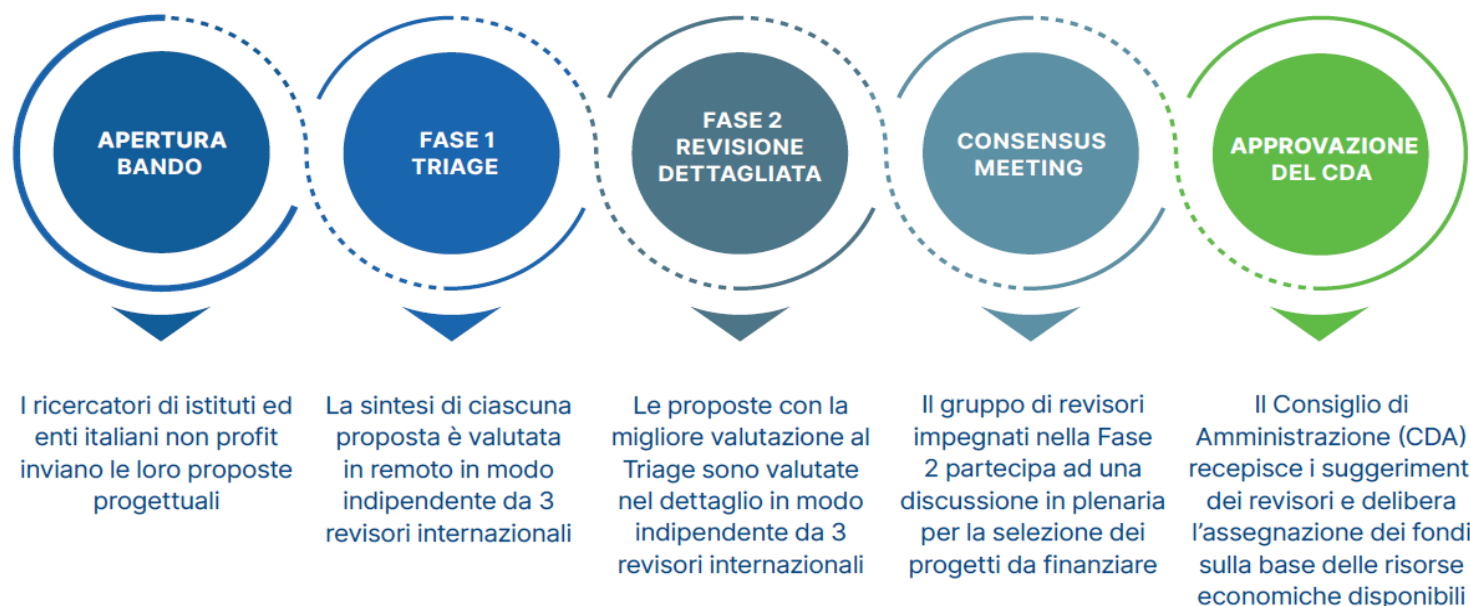 APERTURA
BANDO
FASE 1
TRIAGE
FASE 2
REVISIONE
DETTAGLIATA
CONSENSUS
MEETING
APPROVAZIONE
DEL CDA
I ricercatori di istituti ed
enti italiani non profit
inviano le loro proposte
progettuali
La sintesi di ciascuna
proposta è valutata
in remoto in modo
indipendente da 3
revisori internazionali
Le proposte con la
migliore valutazione al
Triage sono valutate
nel dettaglio in modo
indipendente da 3
revisori internazionali
Il gruppo di revisori
impegnati nella Fase
2 partecipa ad una
discussione in plenaria
per la selezione dei
progetti da finanziare
Il Consiglio di
Amministrazione (CDA)
recepisce i suggeriment
dei revisori e delibera
l'assegnazione dei fondi
sulla base delle risorse
economiche disponibili